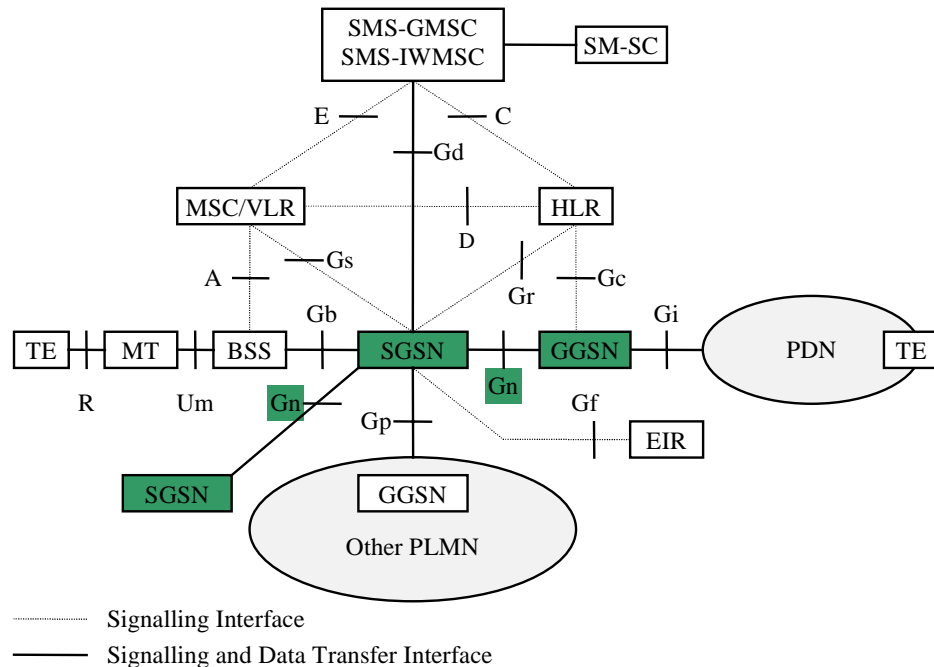 SMS-GMSC
SMS-IWMSC
SM-SC
E
C
Gd
MSC/VLR
HLR
D
Gs
A
Gr
Gc
Gb
Gi
TE
MT
BSS
SGSN
GGSN
PDN
TE
R
Um
Gn
Gn
Gp
Gf
EIR
SGSN
GGSN
Other PLMN
Signalling Interface
Signalling and Data Transfer Interface